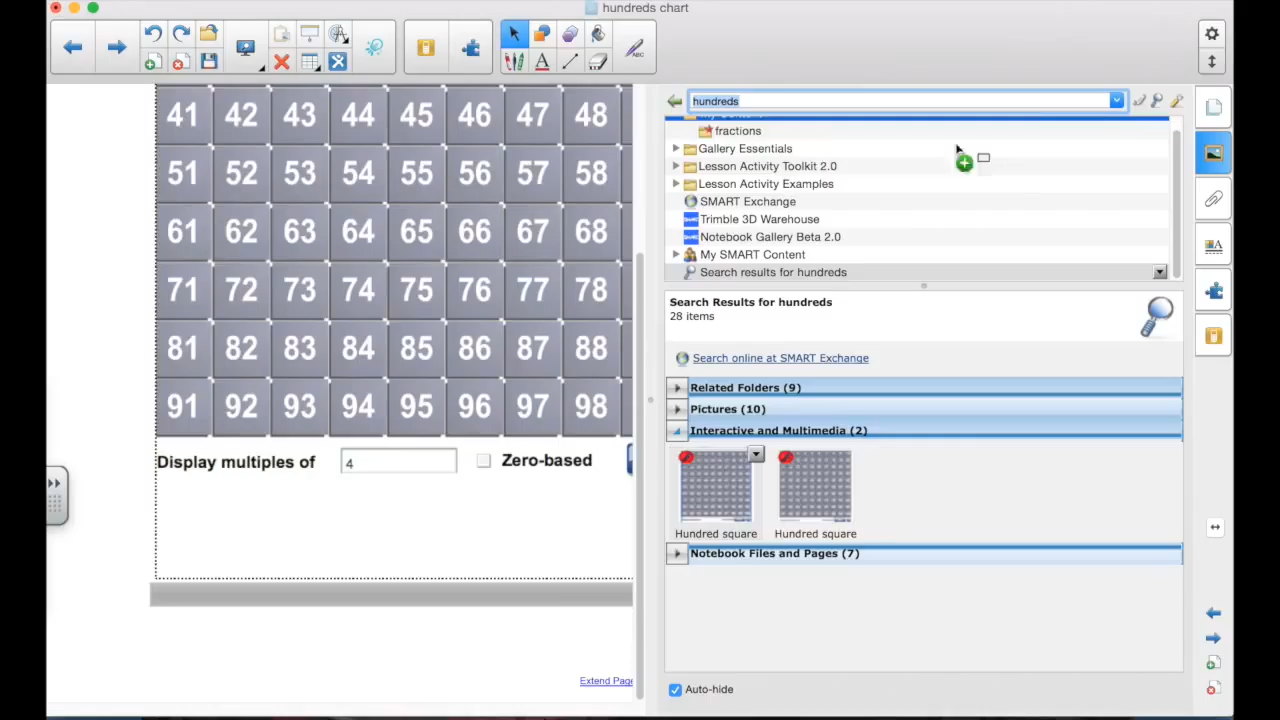 hundreds chart
ABC
hundreds
fractions
Gallery Essentials
Lesson Activity Toolkit 2.0
Lesson Activity Examples
SMART Exchange
Trimble 3D Warehouse
Notebook Gallery Beta 2.0
My SMART Content
Search results for hundreds
Search Results for hundreds
28 items
Search online at SMART Exchange
Related Folders (9)
Pictures (10)
Interactive and Multimedia (2)
Hundred square Hundred square
Notebook Files and Pages (7)
Auto-hide
41 42 43 44 45 46 47 48
51 52 53 54 55 56 57 58
61 62 63 64 65 66 67 68
71 72 73 74 75 76 77 78
81 82 83 84 85 86 87 88
91 92 93 94 95 96 97 98
Display multiples of 4 Zero-based
Extend Page